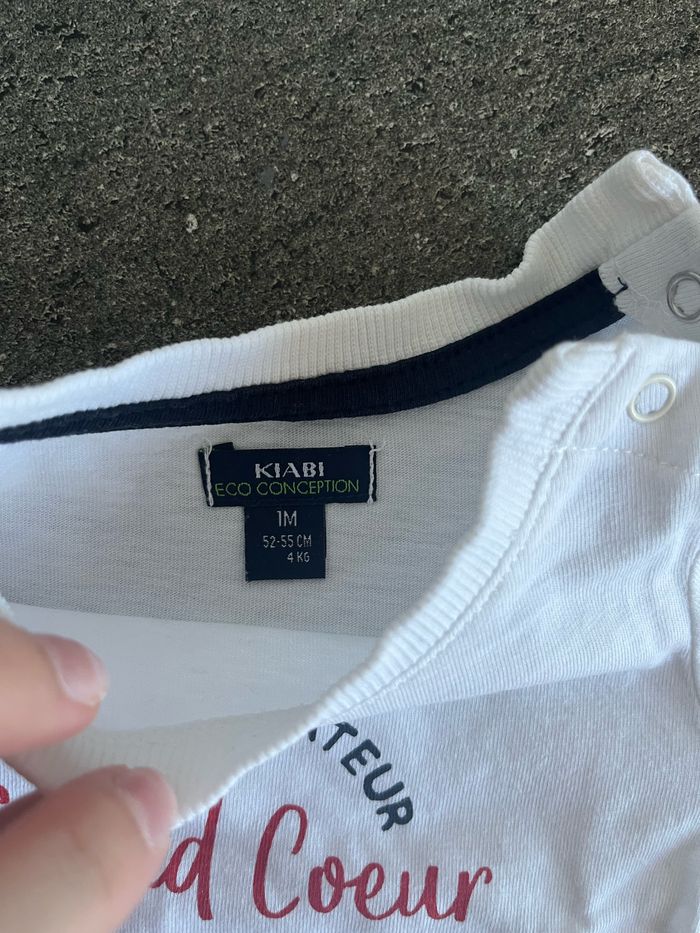 KIABI
ECO CONCEPTION
1M
52-55 CM
4 KG
TEUR
d Coeur